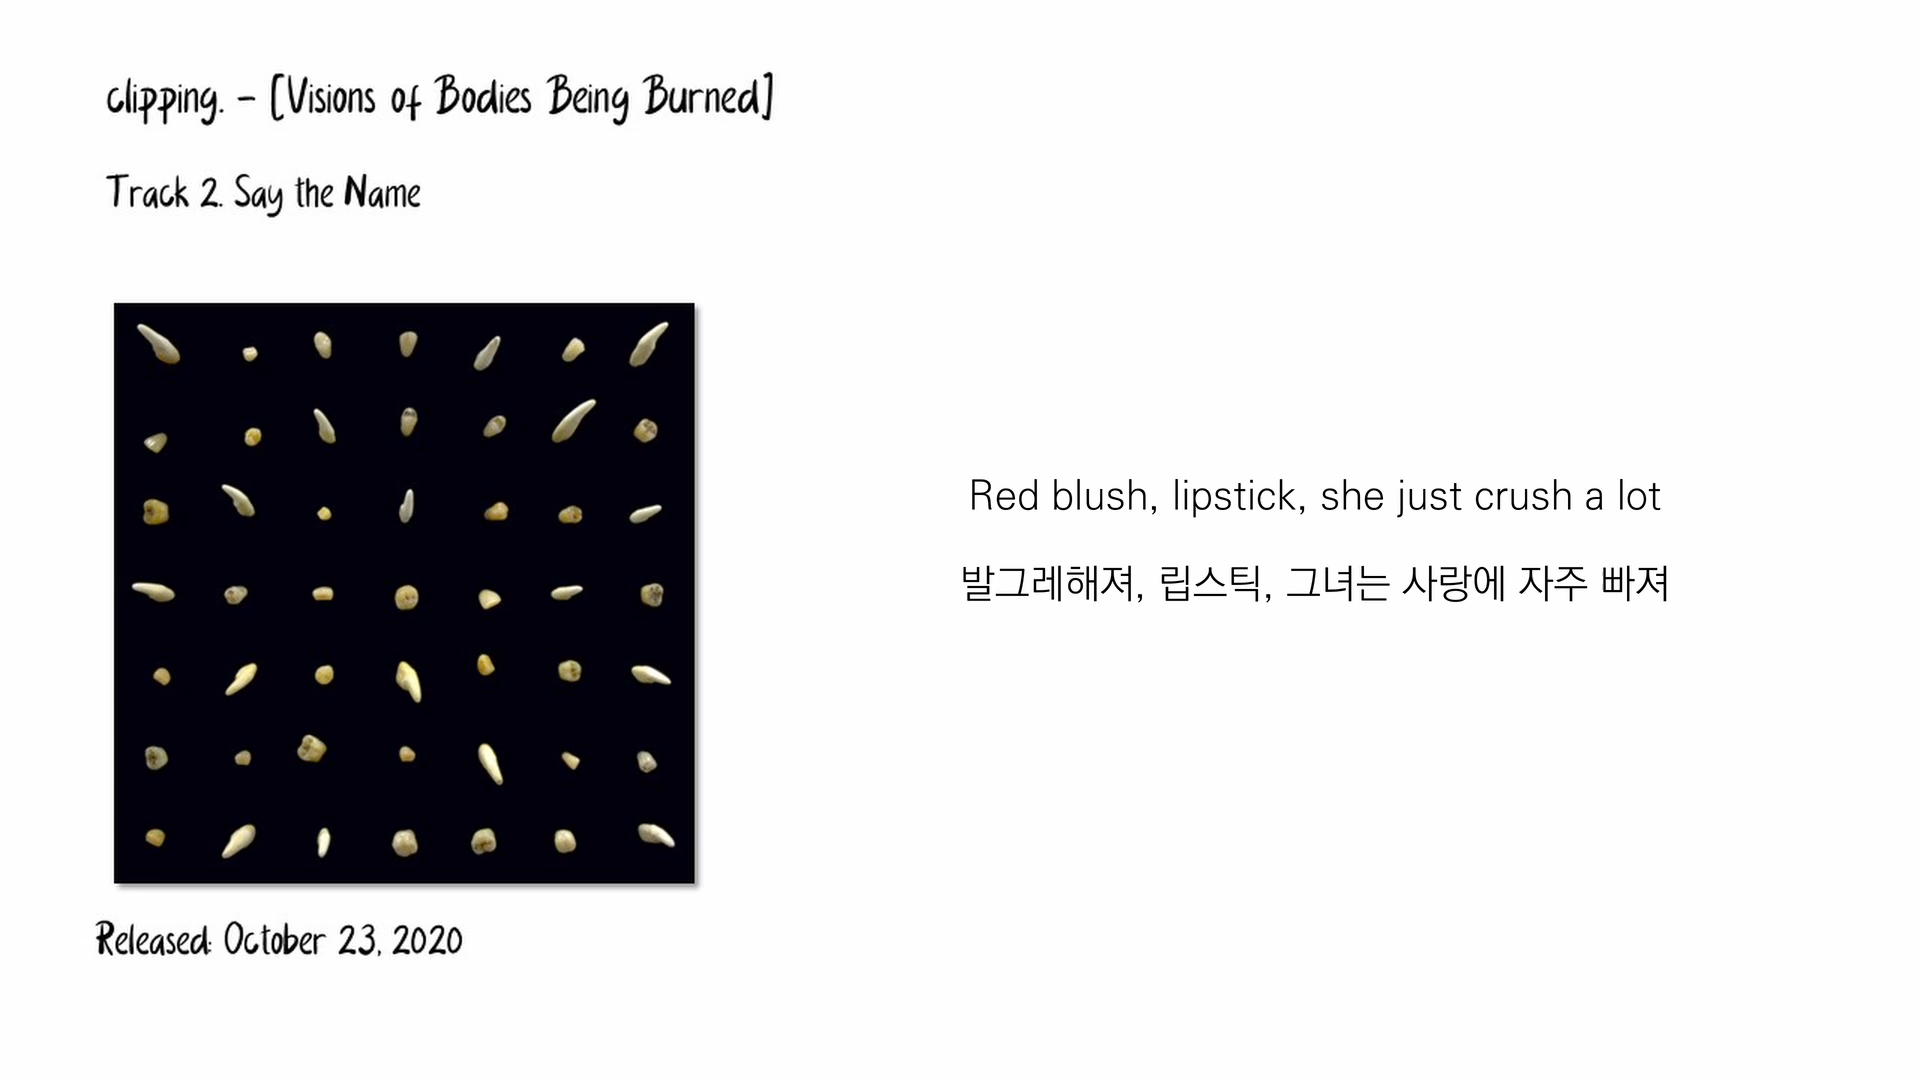 clipping. - [Visions of Bodies Being Burned]
Track 2. Say the Name
Red blush, lipstick, she just crush a lot
발그레해져, 립스틱, 그녀는 사랑에 자주 빠져
Released: October 23, 2020